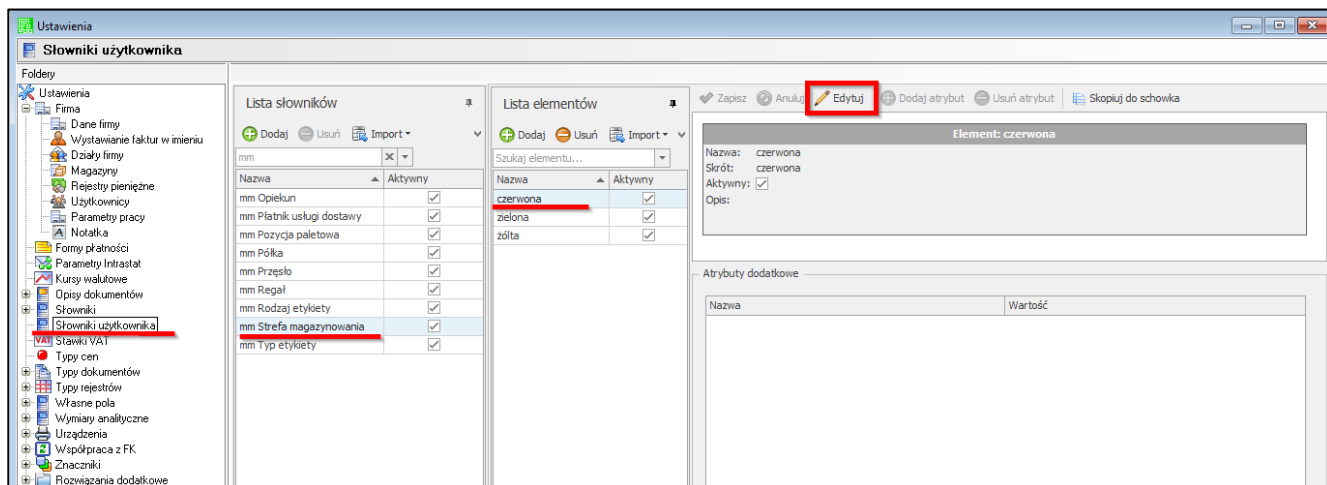 Ustawienia
Słowniki użytkownika
Foldery
Ustawienia
Firma
Dane firmy
Wystawianie faktur w imieniu
Działy firmy
Magazyny
Rejestry pieniężne
Użytkownicy
Parametry pracy
Notatka
Formy płatności
Parametry Intrastat
Kursy walutowe
Opisy dokumentów
Słowniki
Słowniki użytkownika
VAT Stawki VAT
Typy cen
Typy dokumentów
Typy rejestrów
Własne pola
Wymiary analityczne
Urządzenia
Współpraca z FK
Znaczniki
Rozwiązania dodatkowe
Lista słowników
Dodaj Usuń Import
mm
Nazwa Aktywny
mm Opiekun
mm Płatnik usługi dostawy
mm Pozycja paletowa
mm Półka
mm Przęsło
mm Regał
mm Rodzaj etykiety
mm Strefa magazynowania
mm Typ etykiety
Lista elementów
Dodaj Usuń Import
Szukaj elementu...
Nazwa Aktywny
czerwona
zielona
żólta
Zapisz Anuluj Edytuj Dodaj atrybut Usuń atrybut Skopiuj do schowka
Element: czerwona
Nazwa: czerwona
Skrót: czerwona
Aktywny:
Opis:
Atrybuty dodatkowe
Nazwa Wartość